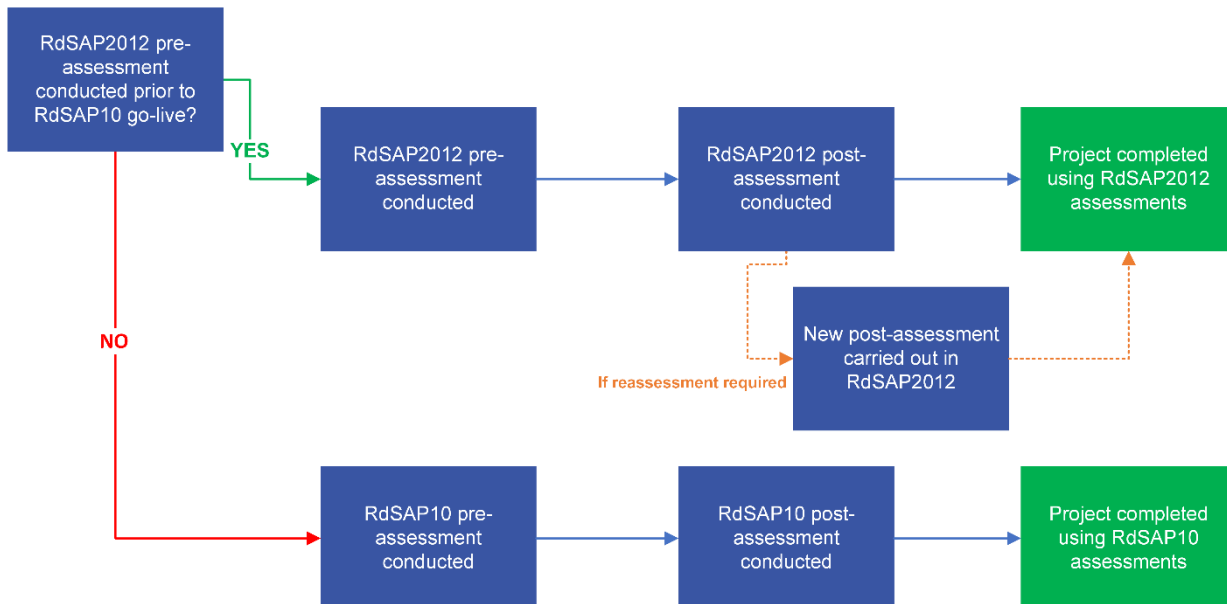 RdSAP2012 pre-
assessment
conducted prior to
RdSAP10 go-live?
YES
RdSAP2012 pre-
assessment
conducted
RdSAP2012 post-
assessment
conducted
Project completed
using RdSAP2012
assessments
NO
New post-assessment
carried out in
RdSAP2012
If reassessment required
RdSAP10 pre-
assessment
conducted
RdSAP10 post-
assessment
conducted
Project completed
using RdSAP10
assessments